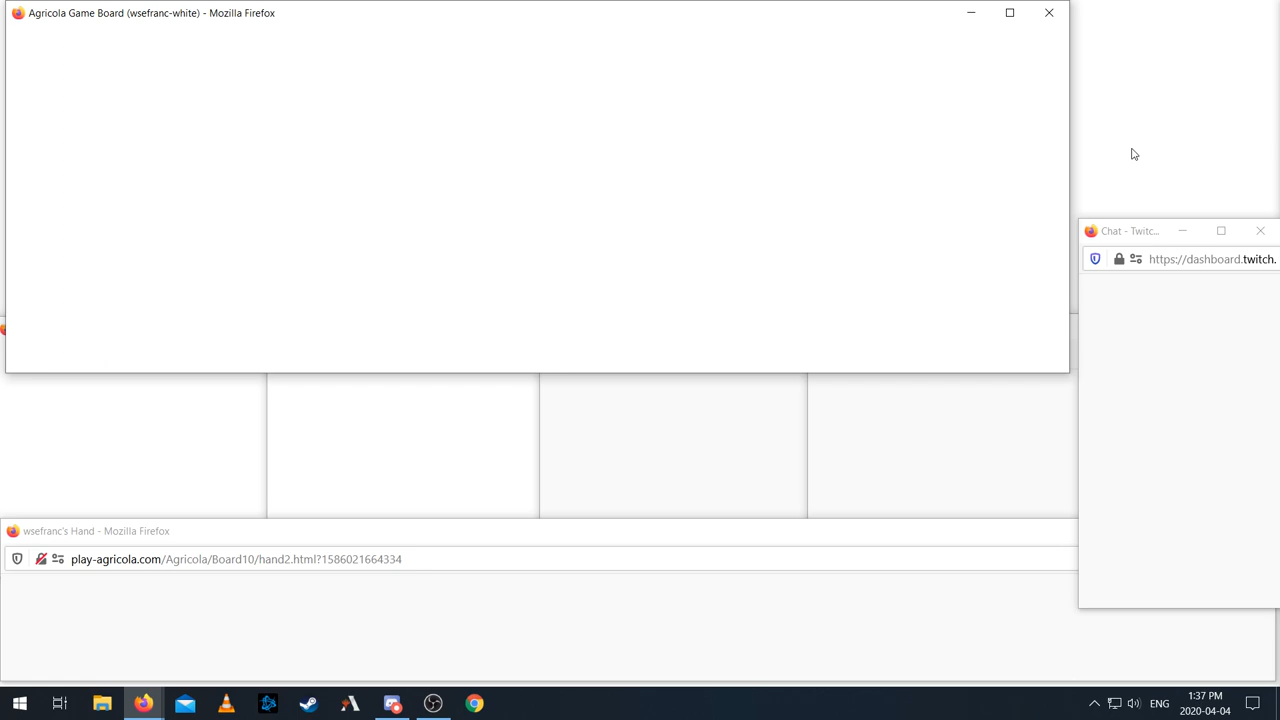 Agricola Game Board (wsefranc-white) - Mozilla Firefox
Chat - Twitc...
https://dashboard.twitch.
wsefranc's Hand - Mozilla Firefox
play-agricola.com/Agricola/Board10/hand2.html?1586021664334
ENG
1:37 PM
2020-04-04